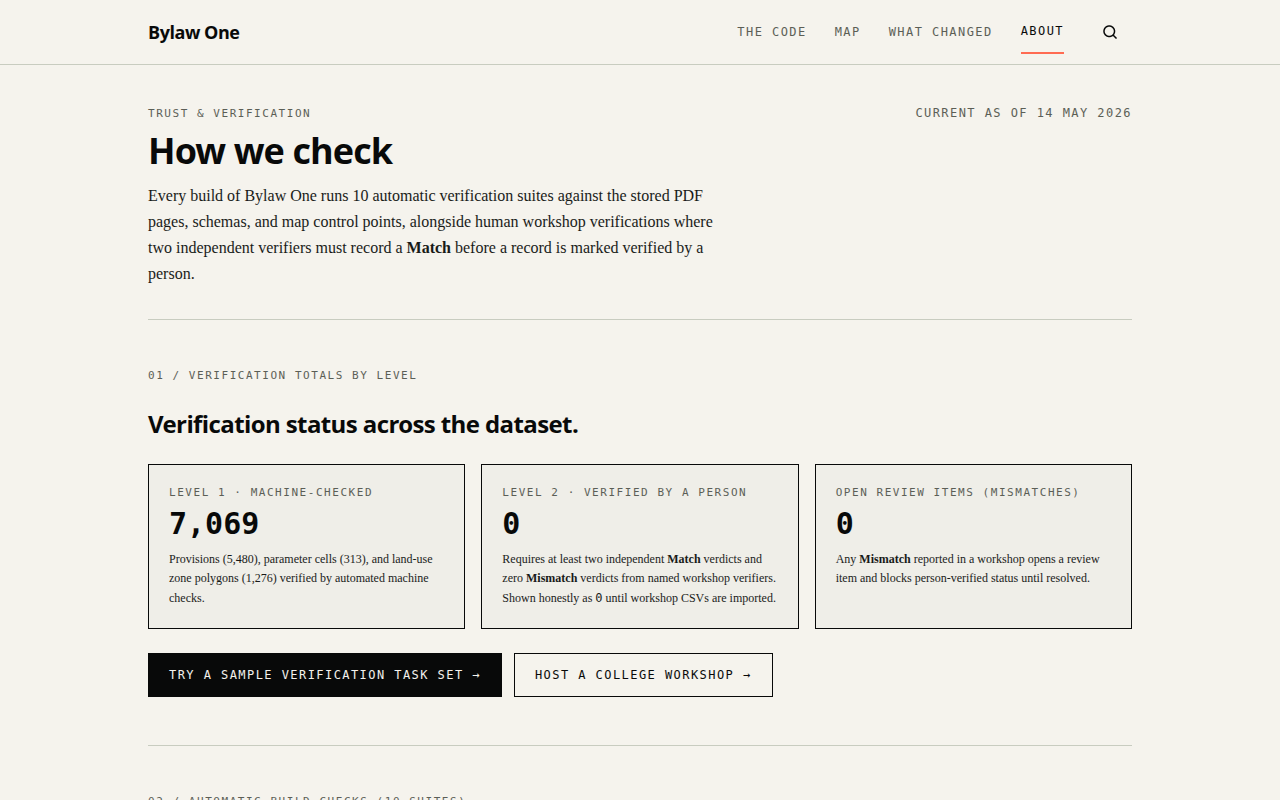 Bylaw One
THE CODE
MAP
WHAT CHANGED
ABOUT
TRUST & VERIFICATION
CURRENT AS OF 14 MAY 2026
How we check
Every build of Bylaw One runs 10 automatic verification suites against the stored PDF
pages, schemas, and map control points, alongside human workshop verifications where
two independent verifiers must record a Match before a record is marked verified by a
person.
01 / VERIFICATION TOTALS BY LEVEL
Verification status across the dataset.
LEVEL 1 · MACHINE-CHECKED
7,069
Provisions (5,480), parameter cells (313), and land-use
zone polygons (1,276) verified by automated machine
checks.
LEVEL 2 · VERIFIED BY A PERSON
0
Requires at least two independent Match verdicts and
zero Mismatch verdicts from named workshop verifiers.
Shown honestly as 0 until workshop CSVs are imported.
OPEN REVIEW ITEMS (MISMATCHES)
0
Any Mismatch reported in a workshop opens a review
item and blocks person-verified status until resolved.
TRY A SAMPLE VERIFICATION TASK SET →
HOST A COLLEGE WORKSHOP →
02 / AUTOMATIC BUILD CHECKS (10 SUITES)